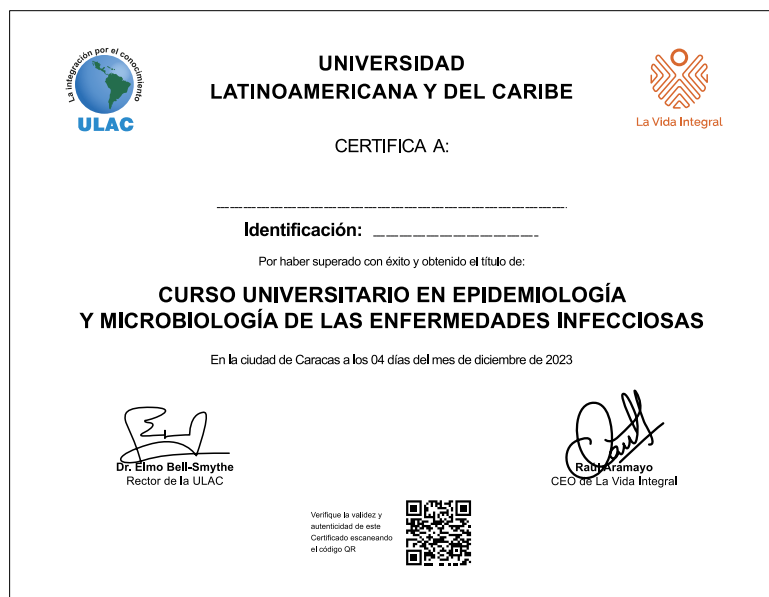 La integración por el conocimiento
ULAC
UNIVERSIDAD
LATINOAMERICANA Y DEL CARIBE
La Vida Integral
CERTIFICA A:
Identificación:
Por haber superado con éxito y obtenido el título de:
CURSO UNIVERSITARIO EN EPIDEMIOLOGÍA
Y MICROBIOLOGÍA DE LAS ENFERMEDADES INFECCIOSAS
En la ciudad de Caracas a los 04 días del mes de diciembre de 2023
Dr. Elmo Bell-Smythe
Rector de la ULAC
Raúl Aramayo
CEO de La Vida Integral
Verifique la validez y
autenticidad de este
Certificado escaneando
el código QR